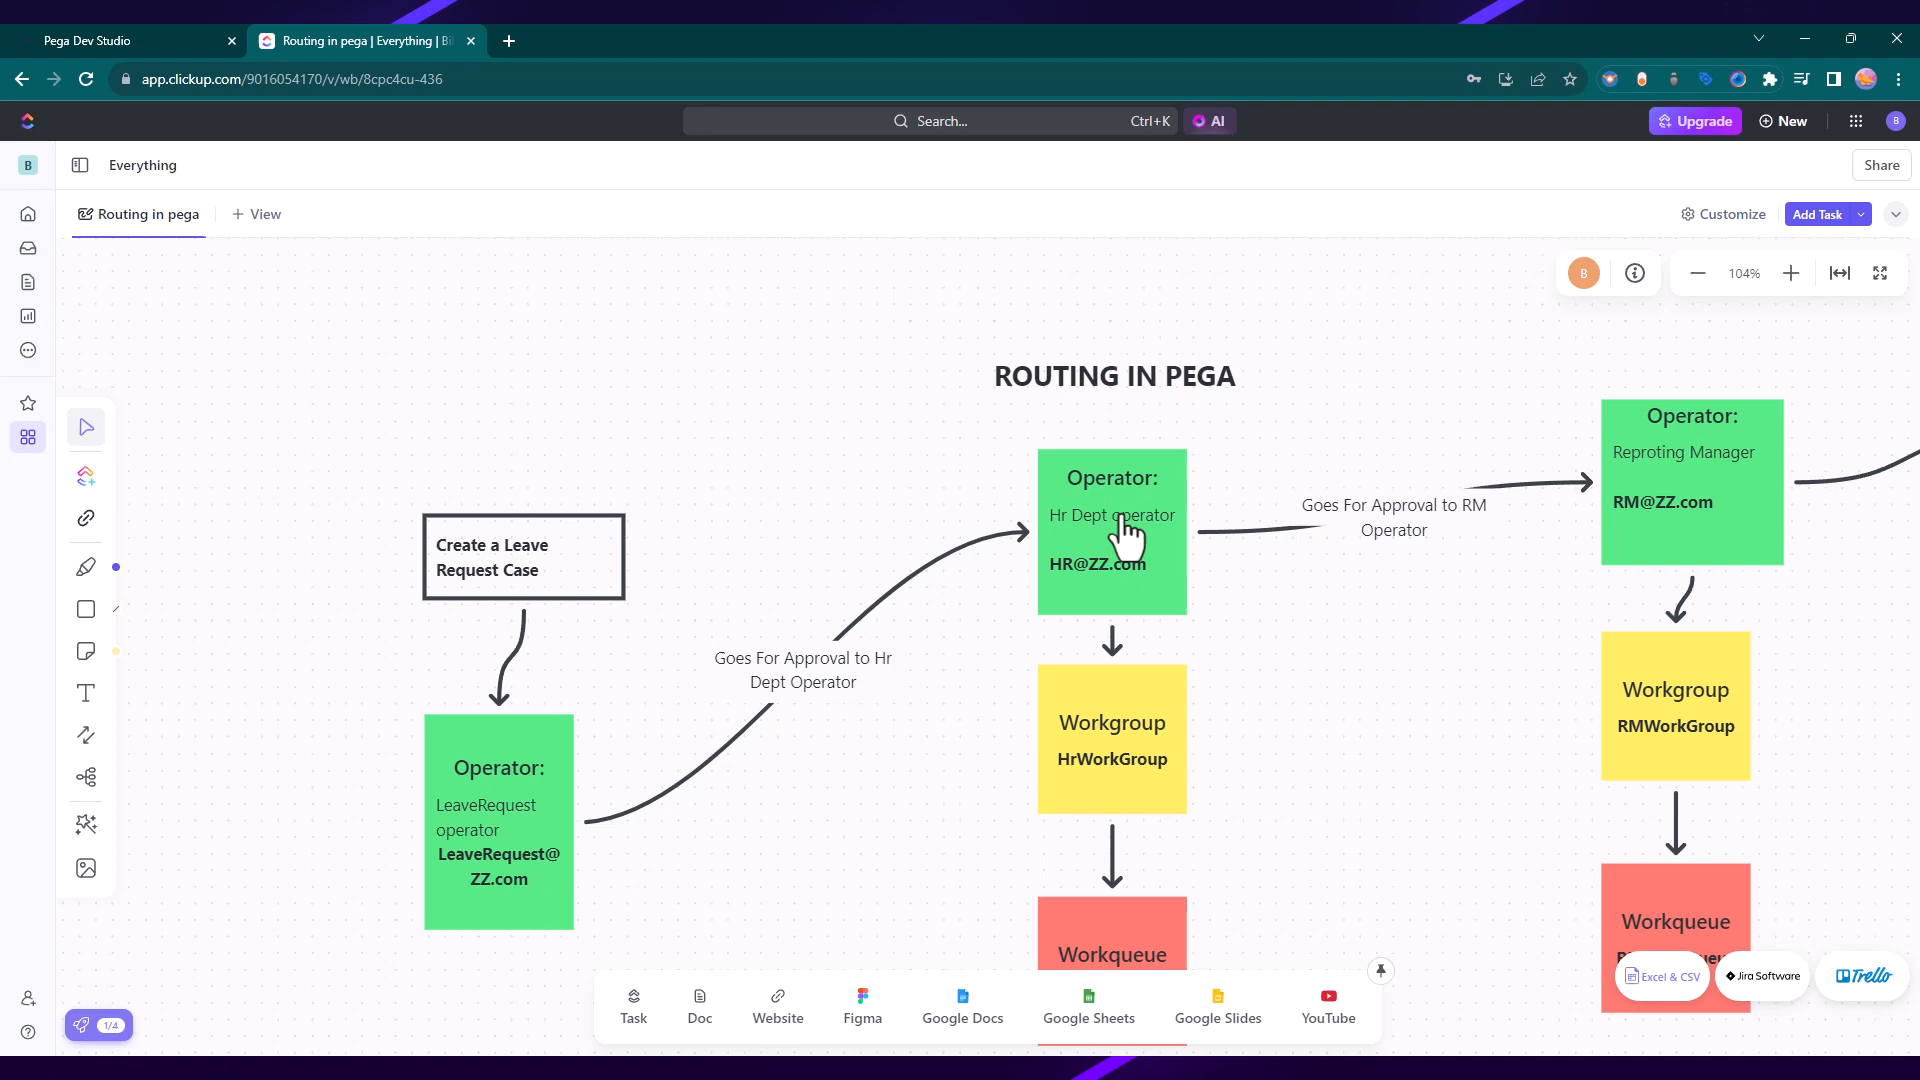 Pega Dev Studio
Routing in pega | Everything | Bi
app.clickup.com/9016054170/v/wb/8cpc4cu-436
Search...
Ctrl+K
AI
Upgrade
New
B
B
Everything
Share
Routing in pega
View
Customize
Add Task
B
104%
ROUTING IN PEGA
Create a Leave
Request Case
Operator:
LeaveRequest
operator
LeaveRequest@
ZZ.com
Goes For Approval to Hr
Dept Operator
Operator:
Hr Dept operator
HR@ZZ.com
Workgroup
HrWorkGroup
Workqueue
Goes For Approval to RM
Operator
Operator:
Reproting Manager
RM@ZZ.com
Workgroup
RMWorkGroup
Workqueue
Excel & CSV
Jira Software
Trello
1/4
Task
Doc
Website
Figma
Google Docs
Google Sheets
Google Slides
YouTube